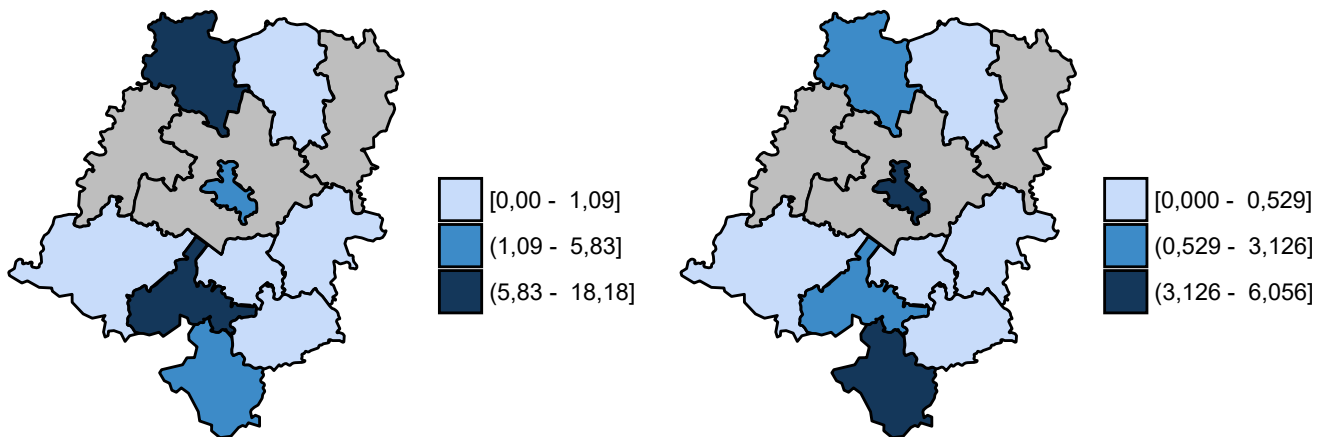 [0,00 - 1,09]
(1,09 - 5,83]
(5,83 - 18,18]
[0,000 - 0,529]
(0,529 - 3,126]
(3,126 - 6,056]